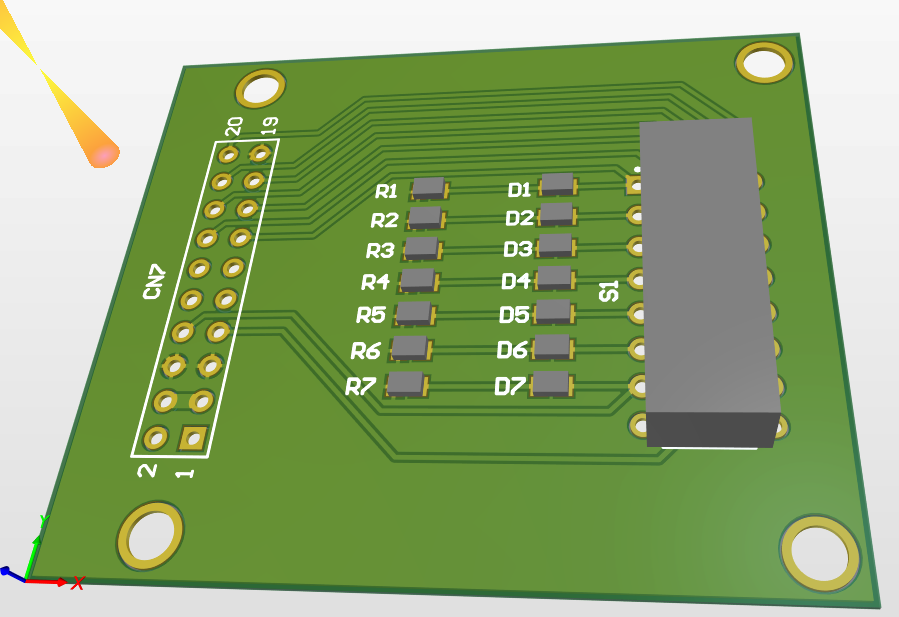 20 19
R1 D1
R2 D2
R3 D3
R4 D4
R5 D5
R6 D6
R7 D7
CN7
S1
2 1
Y
X